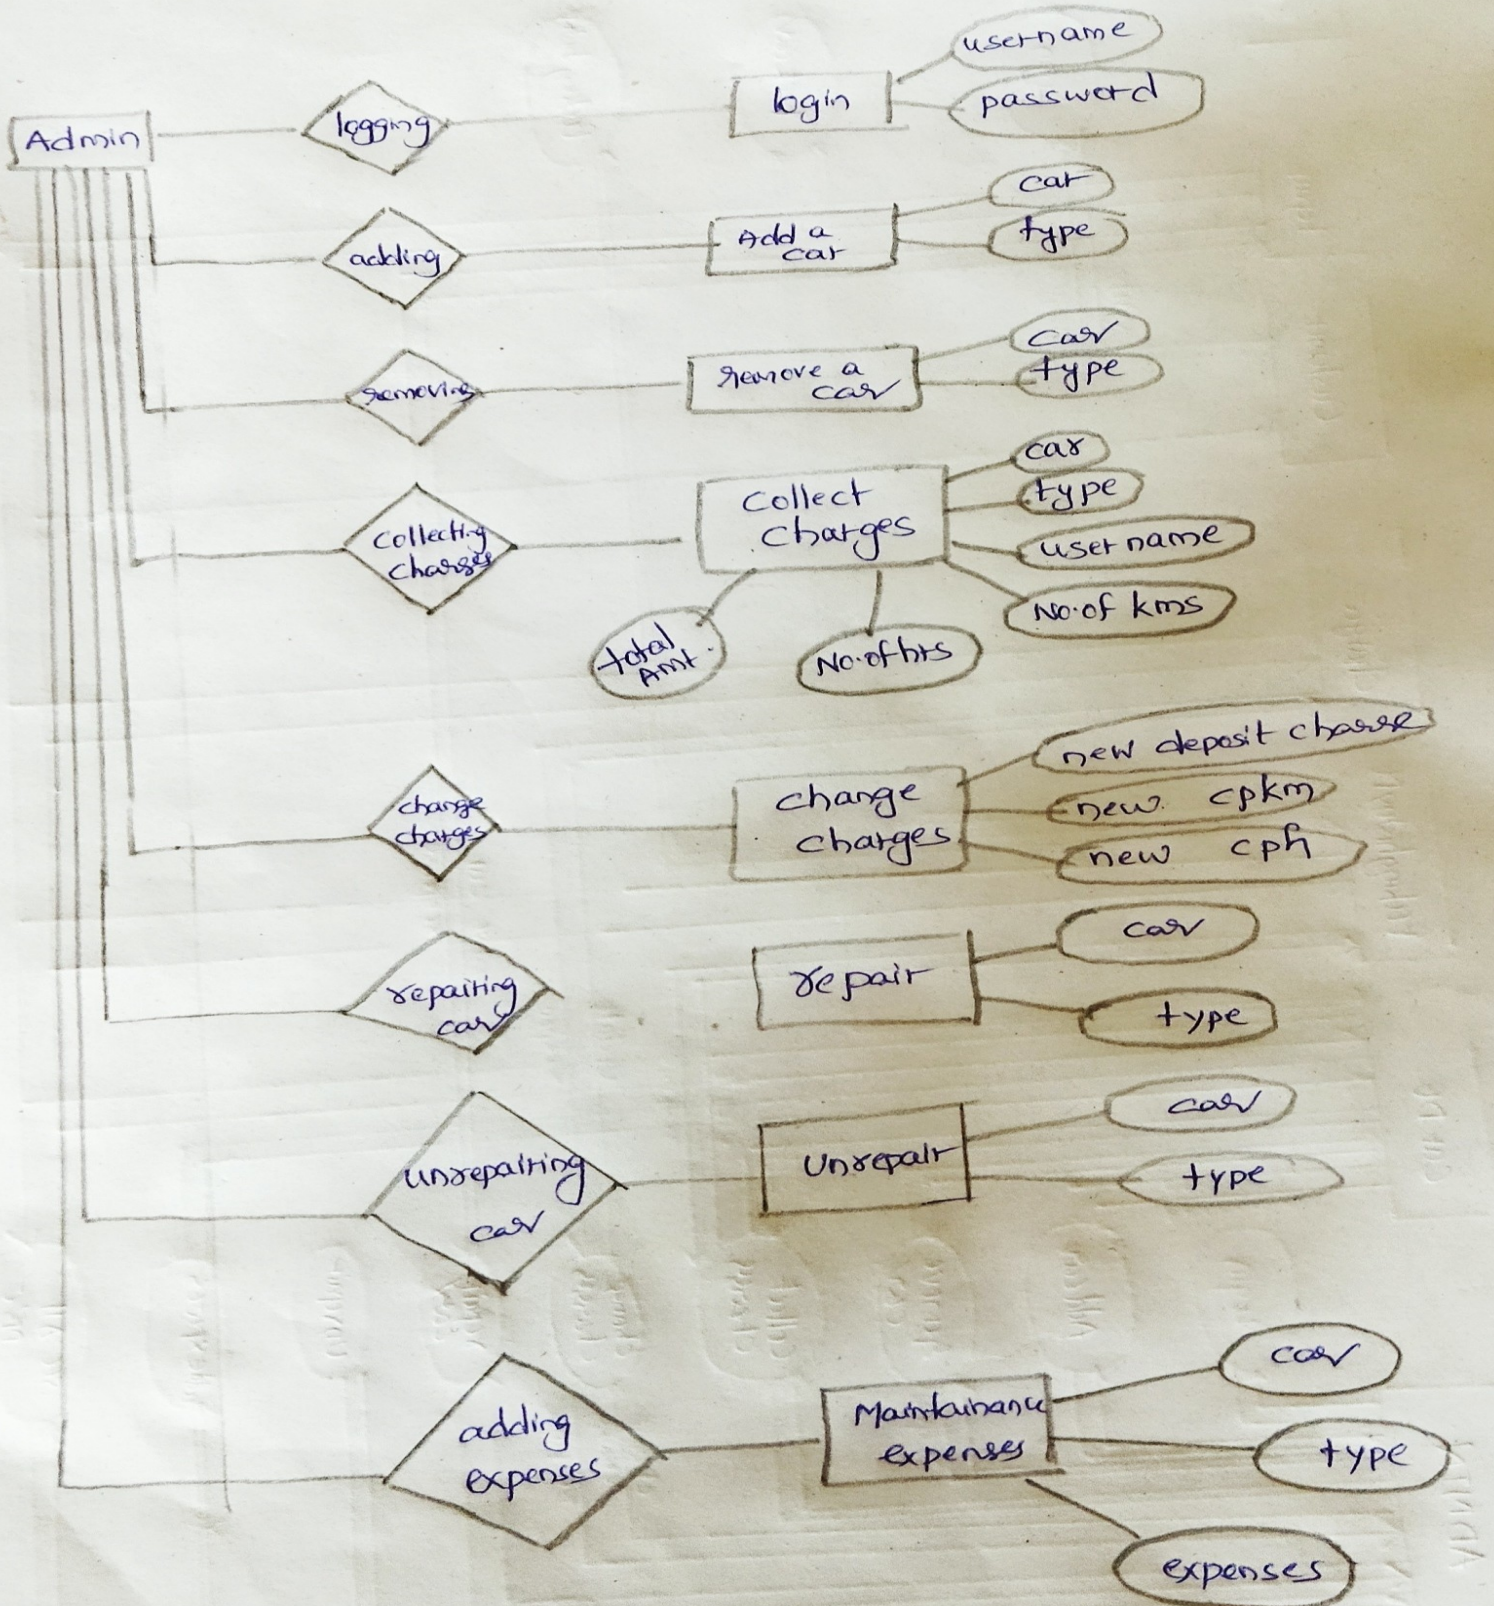 username
password
login
logging
Admin
car
type
Add a
car
adding
car
type
remove a
car
removing
car
type
username
No.of kms
No.of hrs
total
Amt.
Collect
Charges
collecting
charges
new deposit charge
new cpkm
new cph
change
charges
change
charges
car
type
repair
repairing
car
car
type
Unrepair
unrepairing
car
car
type
expenses
Maintainance
expenses
adding
expenses